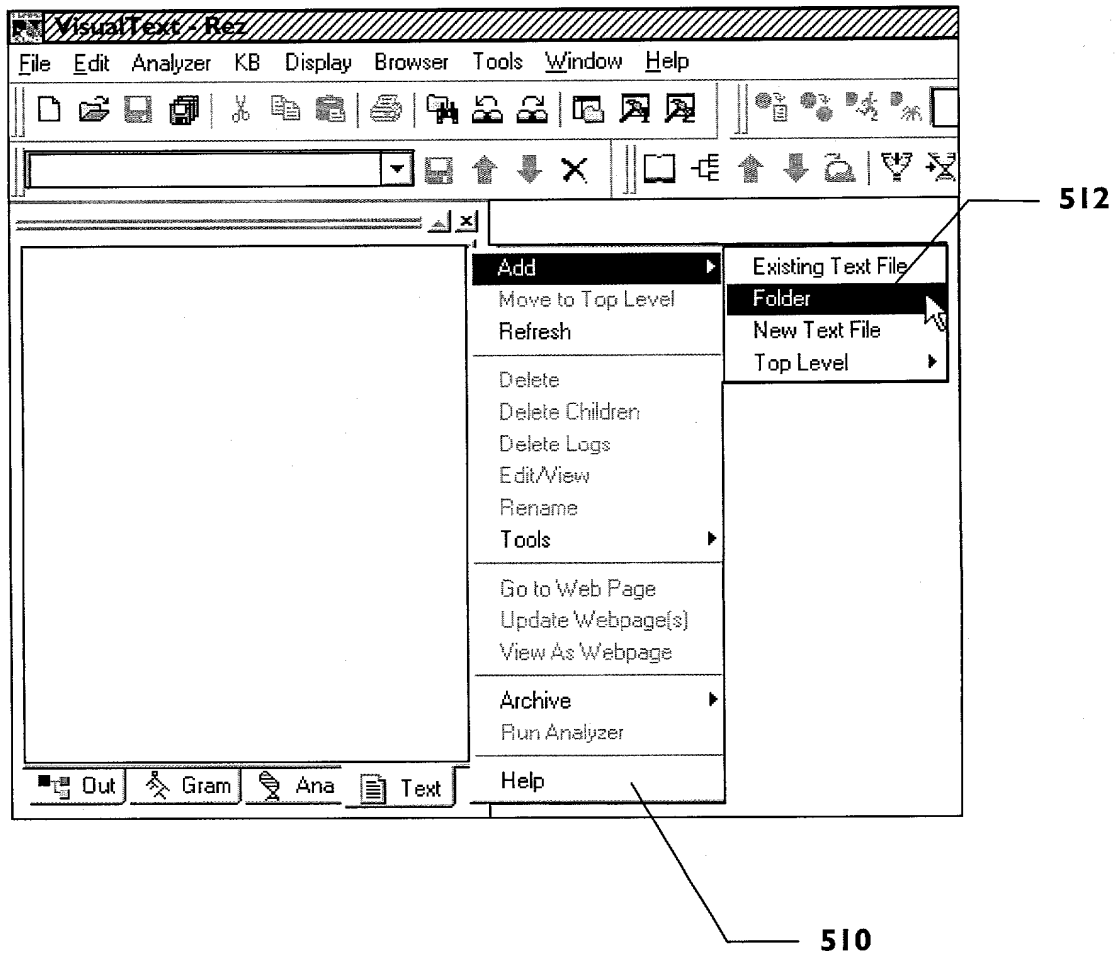 VisualText - Rez
File Edit Analyzer KB Display Browser Tools Window Help
512
Add
Existing Text File
Move to Top Level
Folder
Refresh
New Text File
Top Level
Delete
Delete Children
Delete Logs
Edit/View
Rename
Tools
Go to Web Page
Update Webpage(s)
View As Webpage
Archive
Run Analyzer
Help
Out Gram Ana Text
510